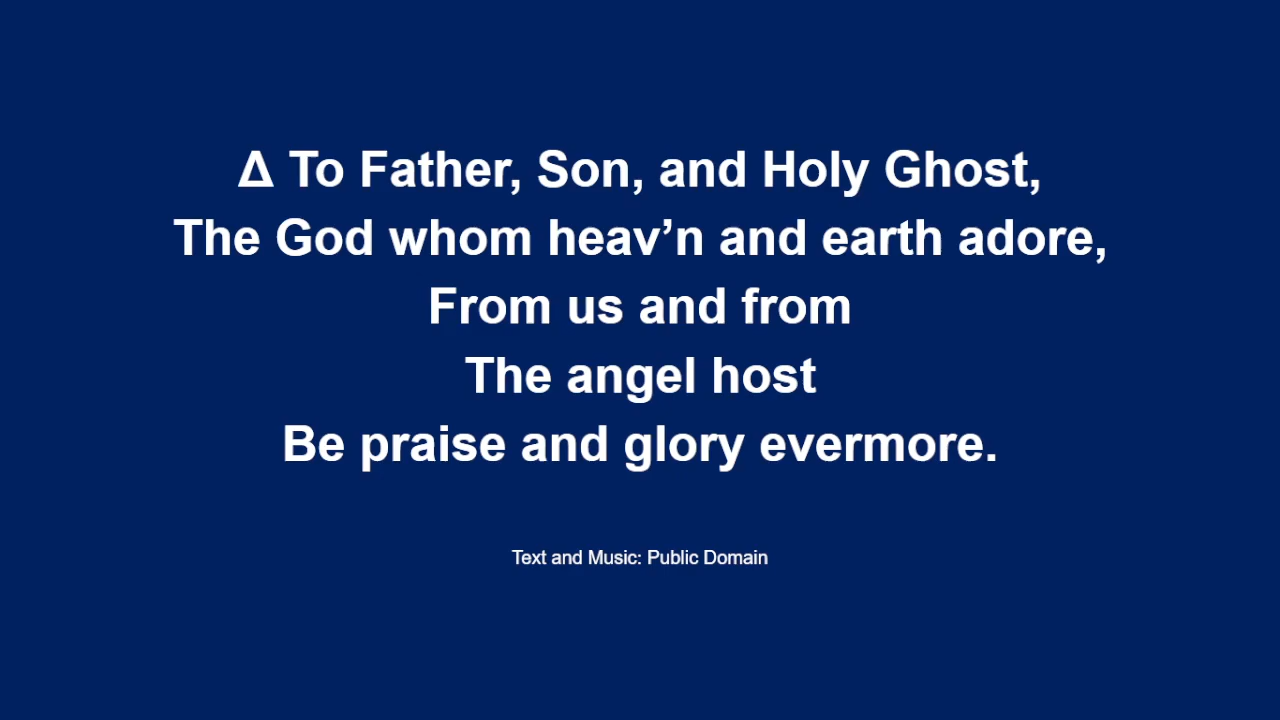 Δ To Father, Son, and Holy Ghost,
The God whom heav’n and earth adore,
From us and from
The angel host
Be praise and glory evermore.
Text and Music: Public Domain